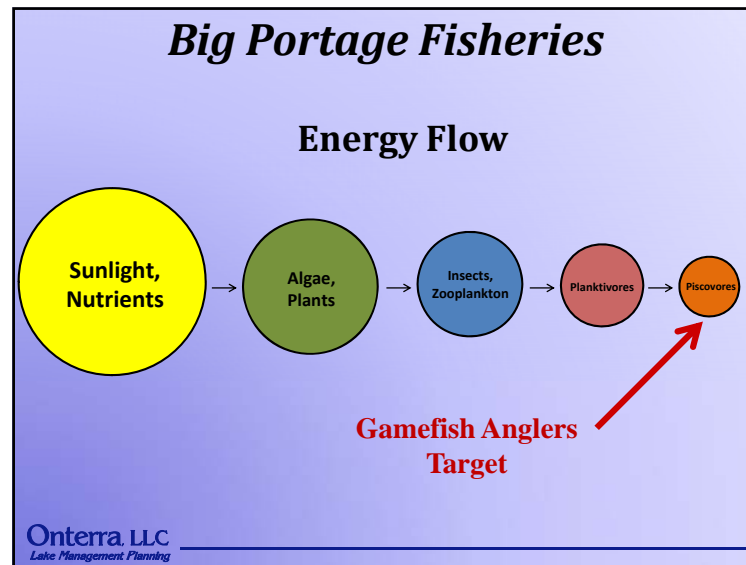 Big Portage Fisheries
Energy Flow
Sunlight,
Nutrients
Algae,
Plants
Insects,
Zooplankton
Planktivores
Piscovores
Gamefish Anglers
Target
Onterra, LLC
Lake Management Planning